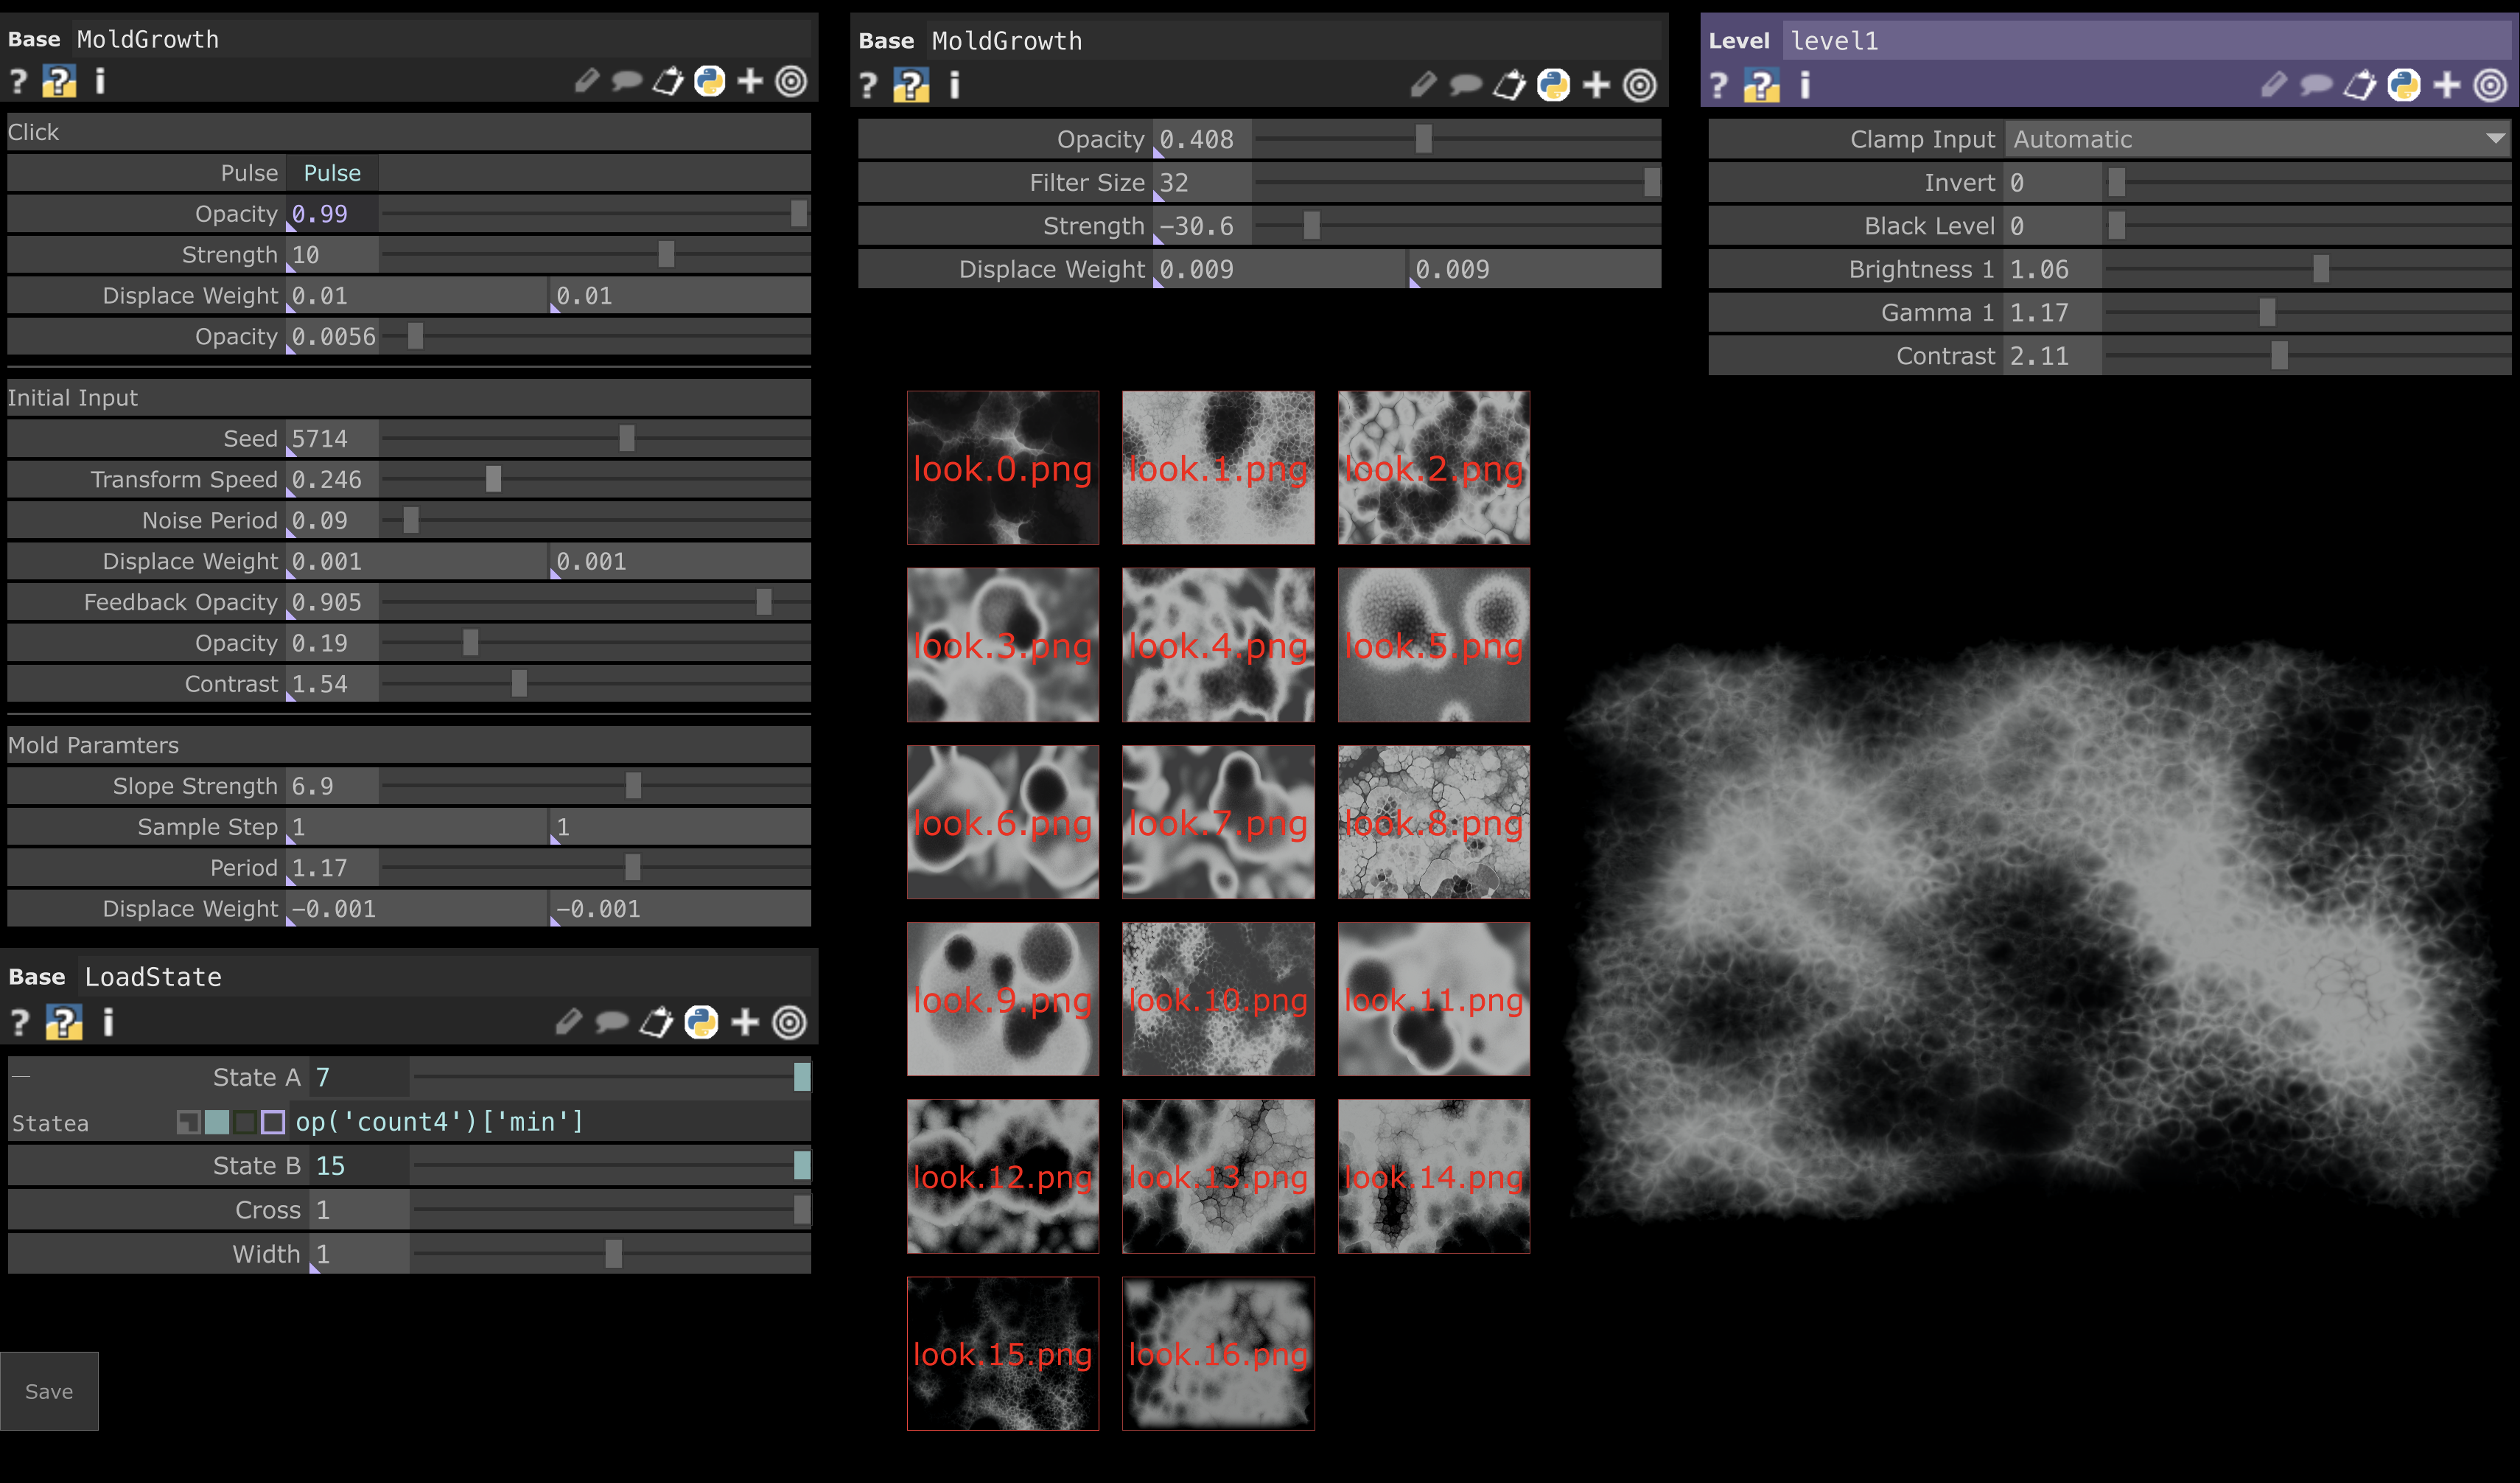 Base MoldGrowth
? ? i
Click
Pulse Pulse
Opacity 0.99
Strength 10
Displace Weight 0.01 0.01
Opacity 0.0056
Initial Input
Seed 5714
Transform Speed 0.246
Noise Period 0.09
Displace Weight 0.001 0.001
Feedback Opacity 0.905
Opacity 0.19
Contrast 1.54
Mold Paramters
Slope Strength 6.9
Sample Step 1 1
Period 1.17
Displace Weight -0.001 -0.001
Base LoadState
? ? i
State A 7
Statea op('count4')['min']
State B 15
Cross 1
Width 1
Save
Base MoldGrowth
? ? i
Opacity 0.408
Filter Size 32
Strength -30.6
Displace Weight 0.009 0.009
look.0.png look.1.png look.2.png
look.3.png look.4.png look.5.png
look.6.png look.7.png look.8.png
look.9.png look.10.png look.11.png
look.12.png look.13.png look.14.png
look.15.png look.16.png
Level level1
? ? i
Clamp Input Automatic
Invert 0
Black Level 0
Brightness 1 1.06
Gamma 1 1.17
Contrast 2.11